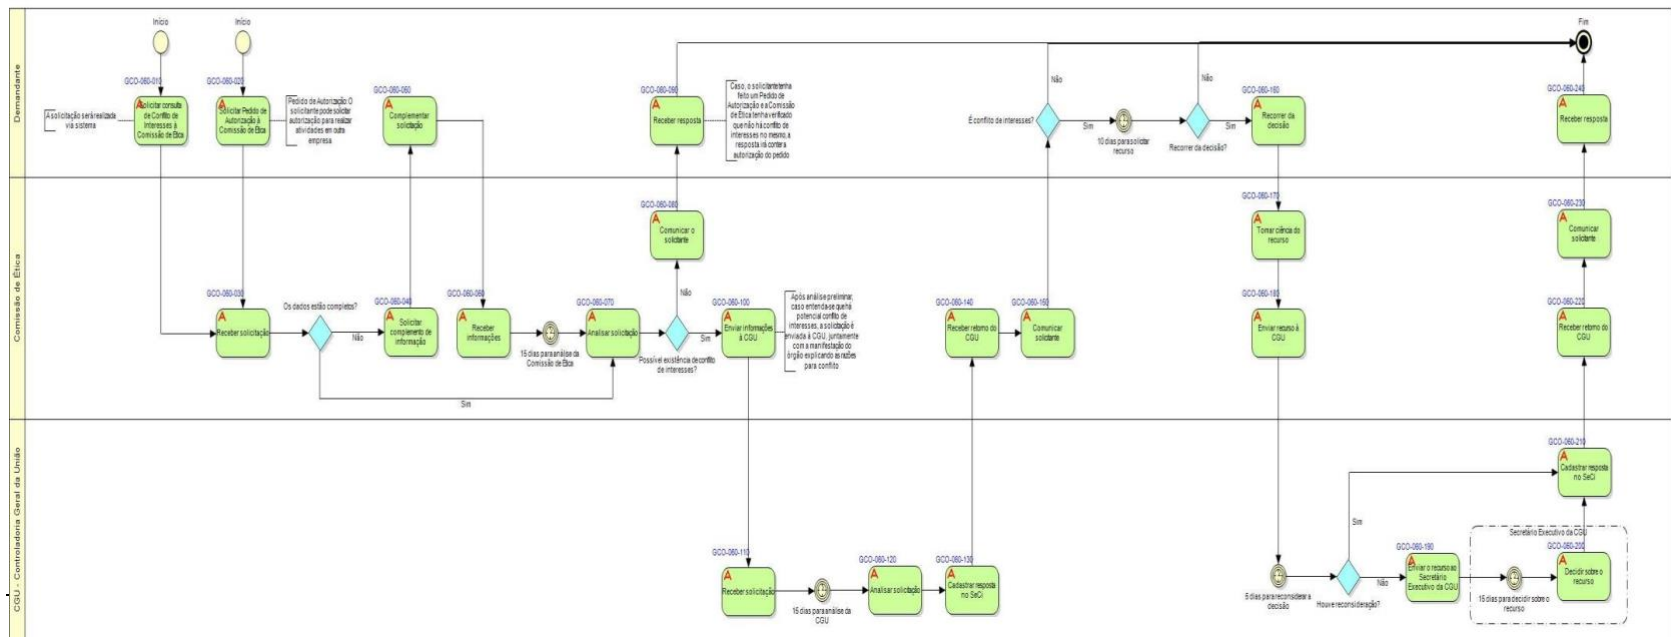 Demandante
Início
Início
GCO-060-010
Solicitar consulta
de Conflito de
Interesses à
Comissão de Ética
A solicitação será realizada
via sistema
GCO-060-020
Solicitar Pedido de
Autorização à
Comissão de Ética
Pedido de Autorização: O
solicitante pode solicitar
autorização para realizar
atividades em outra
empresa
Complementar
solicitação
GCO-060-090
Receber resposta
Caso, o solicitante tenha
feito um Pedido de
Autorização e a Comissão
de Ética tenha verificado
que não há conflito de
interesses no mesmo, a
resposta irá conter a
autorização do pedido
É conflito de interesses?
Não
Sim
10 dias para solicitar
recurso
Não
Recorrer da decisão?
Sim
GCO-060-160
Recorrer da
decisão
Fim
GCO-060-240
Receber resposta
Comissão de Ética
GCO-060-030
Receber solicitação
Os dados estão completos?
Não
Sim
GCO-060-040
Solicitar
complemento de
informação
Receber
informações
15 dias para análise da
Comissão de Ética
GCO-060-070
Analisar solicitação
GCO-060-080
Comunicar o
solicitante
Não
Possível existência de conflito
de interesses?
Sim
GCO-060-100
Enviar informações
à CGU
Após análise preliminar,
caso entenda-se que há
potencial conflito de
interesses, a solicitação é
enviada à CGU, juntamente
com a manifestação do
órgão explicando as razões
para conflito
GCO-060-140
Receber retorno do
CGU
Comunicar
solicitante
GCO-060-170
Tomar ciência do
recurso
GCO-060-180
Enviar recurso à
CGU
GCO-060-230
Comunicar
solicitante
GCO-060-220
Receber retorno do
CGU
CGU - Controladoria Geral da União
GCO-060-110
Receber solicitação
15 dias para análise da
CGU
GCO-060-120
Analisar solicitação
GCO-060-130
Cadastrar resposta
no SeCi
5 dias para reconsiderar a
decisão
Houve reconsideração?
Sim
Não
GCO-060-190
Enviar o recurso ao
Secretário
Executivo da CGU
Secretário Executivo da CGU
15 dias para decidir sobre o
recurso
GCO-060-200
Decidir sobre o
recurso
GCO-060-210
Cadastrar resposta
no SeCi